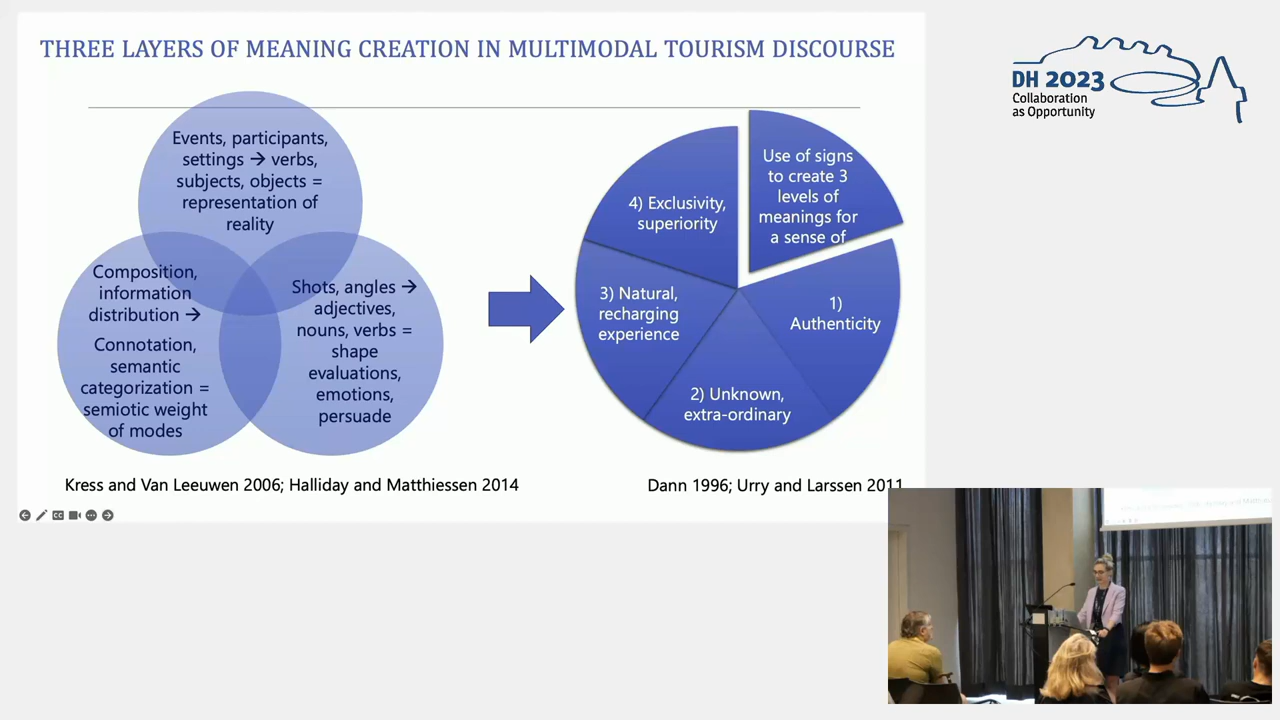 THREE LAYERS OF MEANING CREATION IN MULTIMODAL TOURISM DISCOURSE
Events, participants,
settings → verbs,
subjects, objects =
representation of
reality
Composition,
information
distribution →
Connotation,
semantic
categorization =
semiotic weight
of modes
Shots, angles →
adjectives,
nouns, verbs =
shape
evaluations,
emotions,
persuade
Kress and Van Leeuwen 2006; Halliday and Matthiessen 2014
Use of signs
to create 3
levels of
meanings for
a sense of
1)
Authenticity
2) Unknown,
extra-ordinary
3) Natural,
recharging
experience
4) Exclusivity,
superiority
Dann 1996; Urry and Larssen 2011
DH 2023
Collaboration
as Opportunity